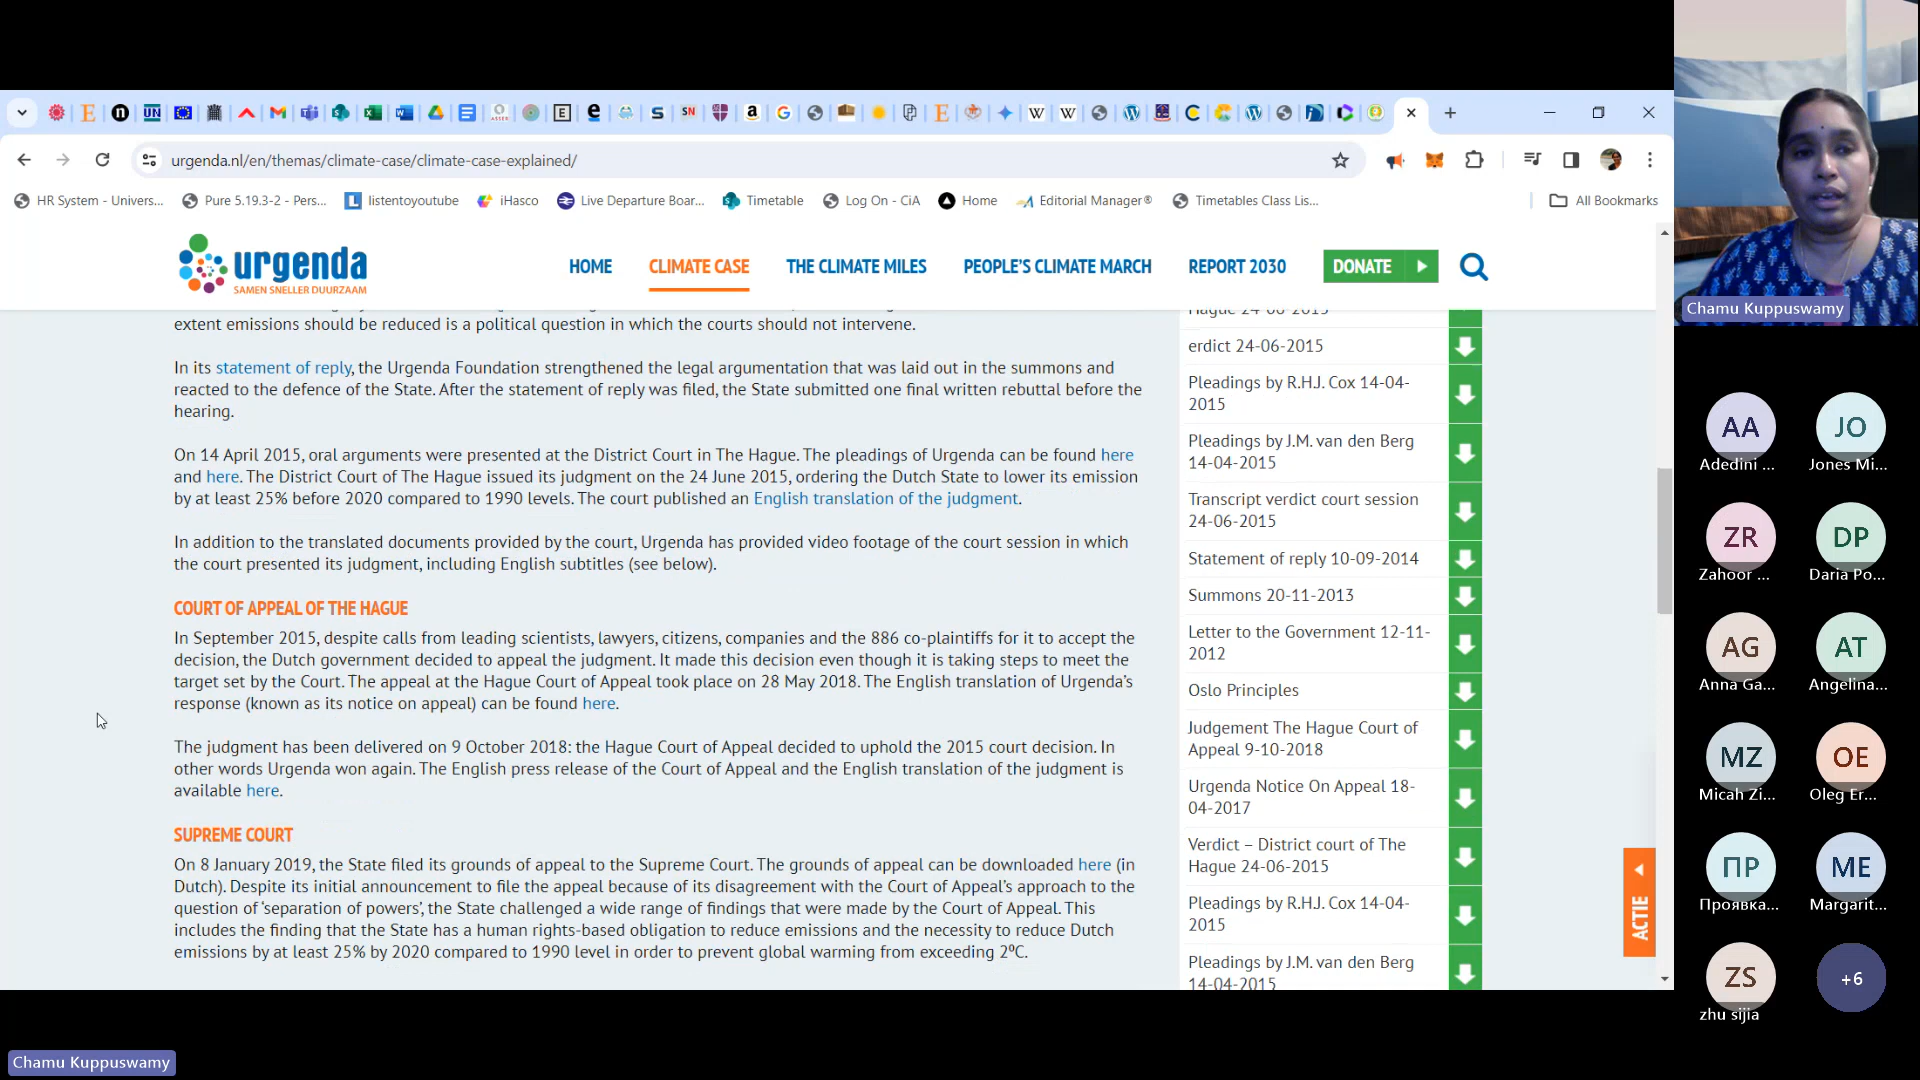 urgenda.nl/en/themas/climate-case/climate-case-explained/
HR System - Univers...
Pure 5.19.3-2 - Pers...
listentoyoutube
iHasco
Live Departure Boar...
Timetable
Log On - CiA
Home
Editorial Manager®
Timetables Class Lis...
All Bookmarks
urgenda
SAMEN SNELLER DUURZAAM
HOME
CLIMATE CASE
THE CLIMATE MILES
PEOPLE'S CLIMATE MARCH
REPORT 2030
DONATE
extent emissions should be reduced is a political question in which the courts should not intervene.
In its statement of reply, the Urgenda Foundation strengthened the legal argumentation that was laid out in the summons and
reacted to the defence of the State. After the statement of reply was filed, the State submitted one final written rebuttal before the
hearing.
On 14 April 2015, oral arguments were presented at the District Court in The Hague. The pleadings of Urgenda can be found here
and here. The District Court of The Hague issued its judgment on the 24 June 2015, ordering the Dutch State to lower its emission
by at least 25% before 2020 compared to 1990 levels. The court published an English translation of the judgment.
In addition to the translated documents provided by the court, Urgenda has provided video footage of the court session in which
the court presented its judgment, including English subtitles (see below).
COURT OF APPEAL OF THE HAGUE
In September 2015, despite calls from leading scientists, lawyers, citizens, companies and the 886 co-plaintiffs for it to accept the
decision, the Dutch government decided to appeal the judgment. It made this decision even though it is taking steps to meet the
target set by the Court. The appeal at the Hague Court of Appeal took place on 28 May 2018. The English translation of Urgenda's
response (known as its notice on appeal) can be found here.
The judgment has been delivered on 9 October 2018: the Hague Court of Appeal decided to uphold the 2015 court decision. In
other words Urgenda won again. The English press release of the Court of Appeal and the English translation of the judgment is
available here.
SUPREME COURT
On 8 January 2019, the State filed its grounds of appeal to the Supreme Court. The grounds of appeal can be downloaded here (in
Dutch). Despite its initial announcement to file the appeal because of its disagreement with the Court of Appeal's approach to the
question of 'separation of powers', the State challenged a wide range of findings that were made by the Court of Appeal. This
includes the finding that the State has a human rights-based obligation to reduce emissions and the necessity to reduce Dutch
emissions by at least 25% by 2020 compared to 1990 level in order to prevent global warming from exceeding 2ºC.
Hague 24-06-2015
erdict 24-06-2015
Pleadings by R.H.J. Cox 14-04-
2015
Pleadings by J.M. van den Berg
14-04-2015
Transcript verdict court session
24-06-2015
Statement of reply 10-09-2014
Summons 20-11-2013
Letter to the Government 12-11-
2012
Oslo Principles
Judgement The Hague Court of
Appeal 9-10-2018
Urgenda Notice On Appeal 18-
04-2017
Verdict – District court of The
Hague 24-06-2015
Pleadings by R.H.J. Cox 14-04-
2015
Pleadings by J.M. van den Berg
14-04-2015
ACTIE
Chamu Kuppuswamy
AA
Adedini ...
JO
Jones Mi...
ZR
Zahoor ...
DP
Daria Po...
AG
Anna Ga...
AT
Angelina...
MZ
Micah Zi...
OE
Oleg Er...
ПР
Проявка...
ME
Margarit...
ZS
zhu sijia
+6
Chamu Kuppuswamy